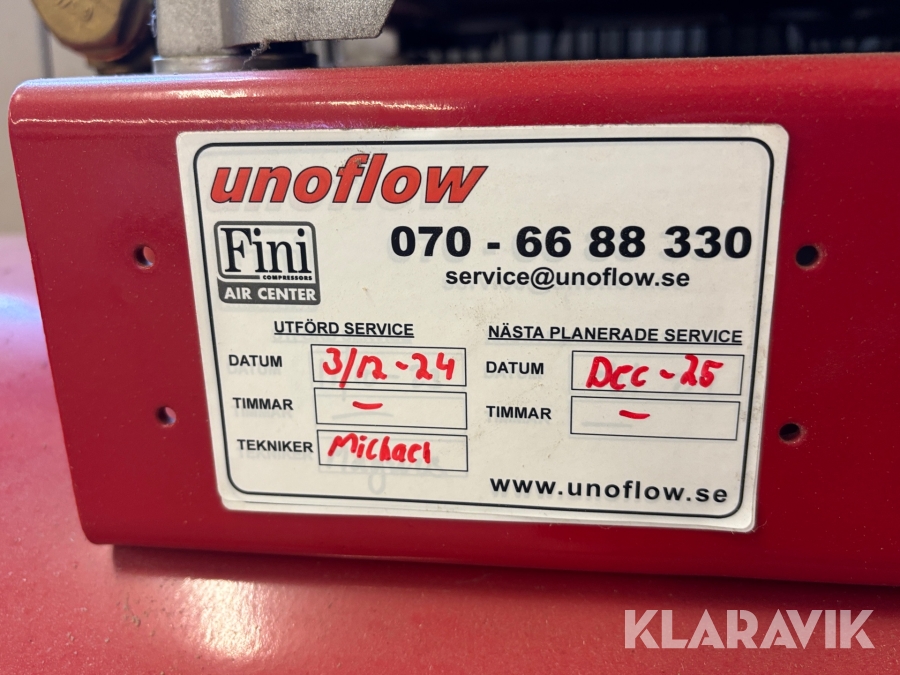 unoflow
Fini
COMPRESSORS
AIR CENTER
070 - 66 88 330
service@unoflow.se
UTFÖRD SERVICE
DATUM 3/12-24
TIMMAR -
TEKNIKER Michael
NÄSTA PLANERADE SERVICE
DATUM Dec-25
TIMMAR -
www.unoflow.se
KLARAVIK